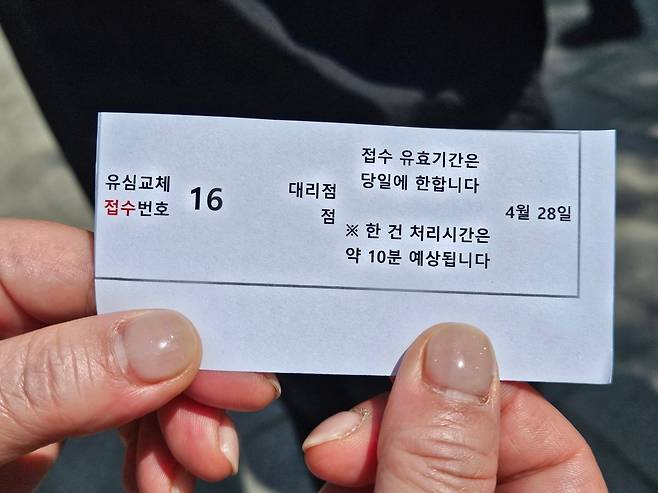 유심교체
접수번호
16
대리점
점
접수 유효기간은
당일에 한합니다
※ 한 건 처리시간은
약 10분 예상됩니다
4월 28일